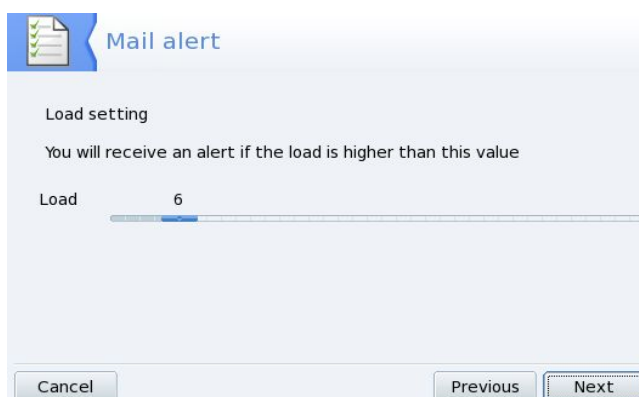 Mail alert
Load setting
You will receive an alert if the load is higher than this value
Load 6
Cancel Previous Next